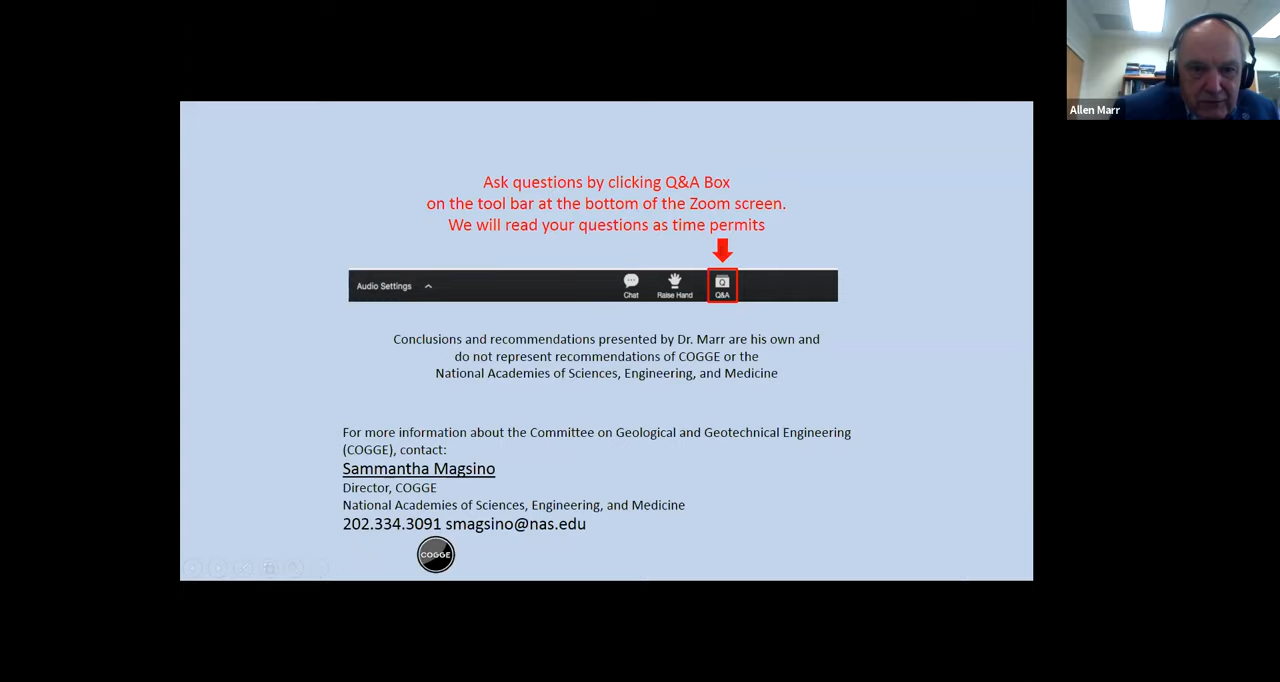 Allen Marr
Ask questions by clicking Q&A Box
on the tool bar at the bottom of the Zoom screen.
We will read your questions as time permits
Audio Settings
Chat
Raise Hand
Q
Q&A
Conclusions and recommendations presented by Dr. Marr are his own and
do not represent recommendations of COGGE or the
National Academies of Sciences, Engineering, and Medicine
For more information about the Committee on Geological and Geotechnical Engineering
(COGGE), contact:
Sammantha Magsino
Director, COGGE
National Academies of Sciences, Engineering, and Medicine
202.334.3091 smagsino@nas.edu
COGGE